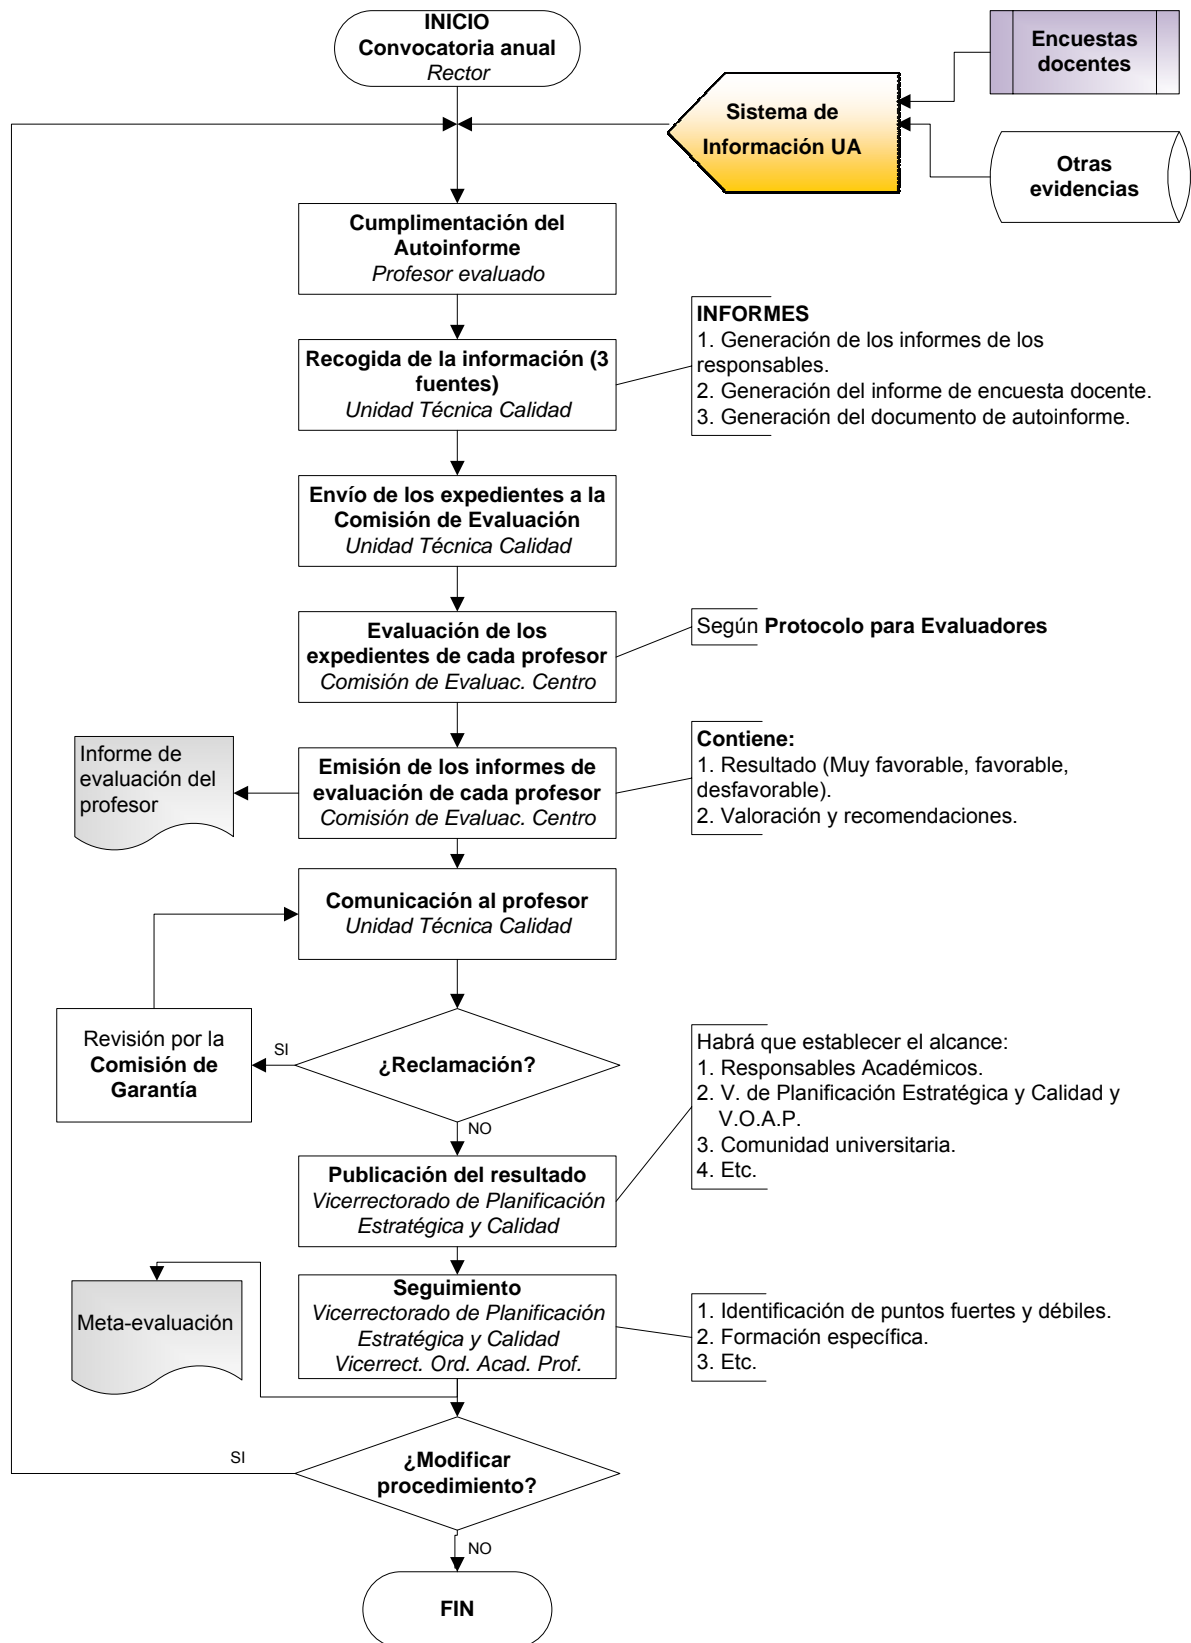 INICIO
Convocatoria anual
Rector
Encuestas
docentes
Sistema de
Información UA
Otras
evidencias
Cumplimentación del
Autoinforme
Profesor evaluado
Recogida de la información (3
fuentes)
Unidad Técnica Calidad
INFORMES
1. Generación de los informes de los
responsables.
2. Generación del informe de encuesta docente.
3. Generación del documento de autoinforme.
Envío de los expedientes a la
Comisión de Evaluación
Unidad Técnica Calidad
Evaluación de los
expedientes de cada profesor
Comisión de Evaluac. Centro
Según Protocolo para Evaluadores
Informe de
evaluación del
profesor
Emisión de los informes de
evaluación de cada profesor
Comisión de Evaluac. Centro
Contiene:
1. Resultado (Muy favorable, favorable,
desfavorable).
2. Valoración y recomendaciones.
Comunicación al profesor
Unidad Técnica Calidad
Revisión por la
Comisión de
Garantía
SI
¿Reclamación?
NO
Habrá que establecer el alcance:
1. Responsables Académicos.
2. V. de Planificación Estratégica y Calidad y
V.O.A.P.
3. Comunidad universitaria.
4. Etc.
Publicación del resultado
Vicerrectorado de Planificación
Estratégica y Calidad
Meta-evaluación
Seguimiento
Vicerrectorado de Planificación
Estratégica y Calidad
Vicerrect. Ord. Acad. Prof.
1. Identificación de puntos fuertes y débiles.
2. Formación específica.
3. Etc.
SI
¿Modificar
procedimiento?
NO
FIN